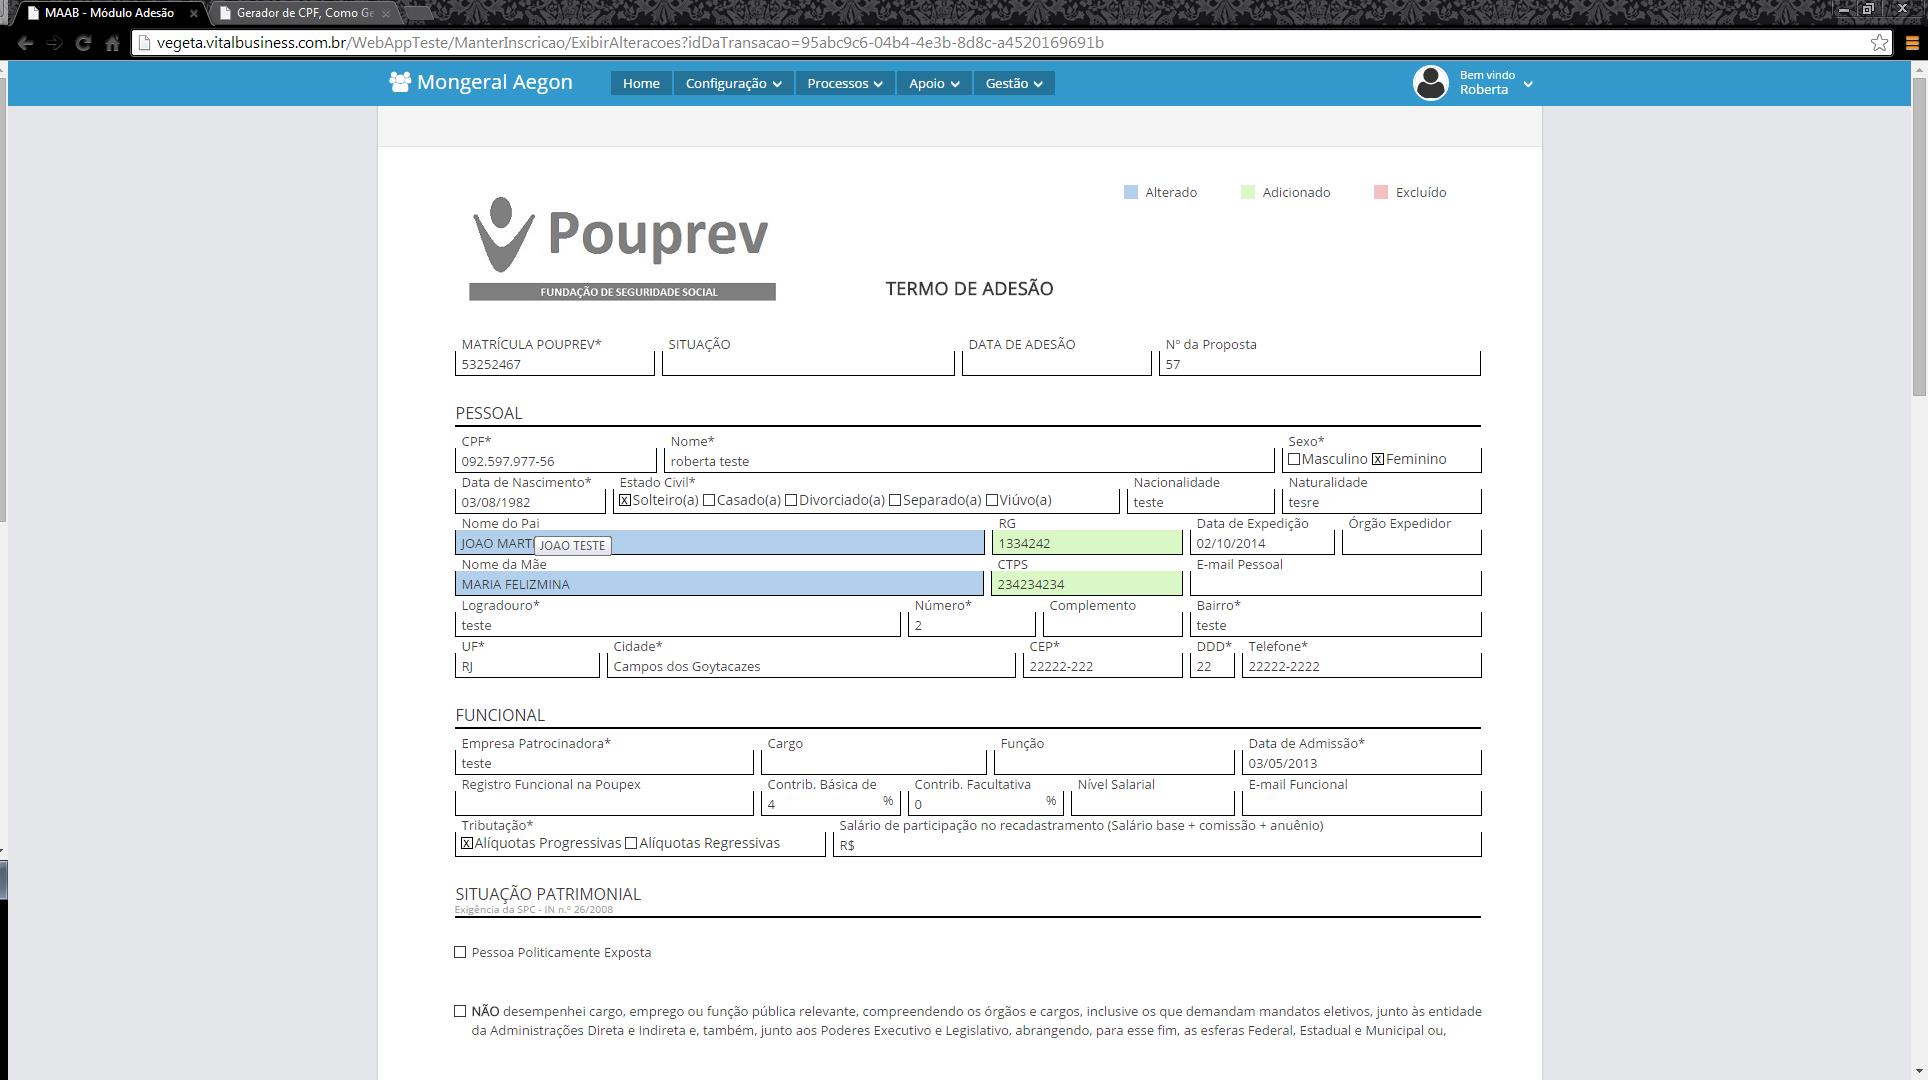 MAAB - Módulo Adesão
Gerador de CPF, Como Ge
vegeta.vitalbusiness.com.br/WebAppTeste/ManterInscricao/ExibirAlteracoes?idDaTransacao=95abc9c6-04b4-4e3b-8d8c-a4520169691b
Mongeral Aegon Home Configuração Processos Apoio Gestão
Bem vindo
Roberta
Alterado Adicionado Excluído
Pouprev
FUNDAÇÃO DE SEGURIDADE SOCIAL
TERMO DE ADESÃO
MATRÍCULA POUPREV* SITUAÇÃO DATA DE ADESÃO Nº da Proposta
53252467 57
PESSOAL
CPF* Nome* Sexo*
092.597.977-56 roberta teste Masculino X Feminino
Data de Nascimento* Estado Civil* Nacionalidade Naturalidade
03/08/1982 X Solteiro(a) Casado(a) Divorciado(a) Separado(a) Viúvo(a) teste tesre
Nome do Pai RG Data de Expedição Órgão Expedidor
JOAO MARTI JOAO TESTE 1334242 02/10/2014
Nome da Mãe CTPS E-mail Pessoal
MARIA FELIZMINA 234234234
Logradouro* Número* Complemento Bairro*
teste 2 teste
UF* Cidade* CEP* DDD* Telefone*
RJ Campos dos Goytacazes 22222-222 22 22222-2222
FUNCIONAL
Empresa Patrocinadora* Cargo Função Data de Admissão*
teste 03/05/2013
Registro Funcional na Poupex Contrib. Básica de Contrib. Facultativa Nível Salarial E-mail Funcional
4 % 0 %
Tributação* Salário de participação no recadastramento (Salário base + comissão + anuênio)
X Alíquotas Progressivas Alíquotas Regressivas R$
SITUAÇÃO PATRIMONIAL
Exigência da SPC - IN n.º 26/2008
Pessoa Politicamente Exposta
NÃO desempenhei cargo, emprego ou função pública relevante, compreendendo os órgãos e cargos, inclusive os que demandam mandatos eletivos, junto às entidade
da Administrações Direta e Indireta e, também, junto aos Poderes Executivo e Legislativo, abrangendo, para esse fim, as esferas Federal, Estadual e Municipal ou,